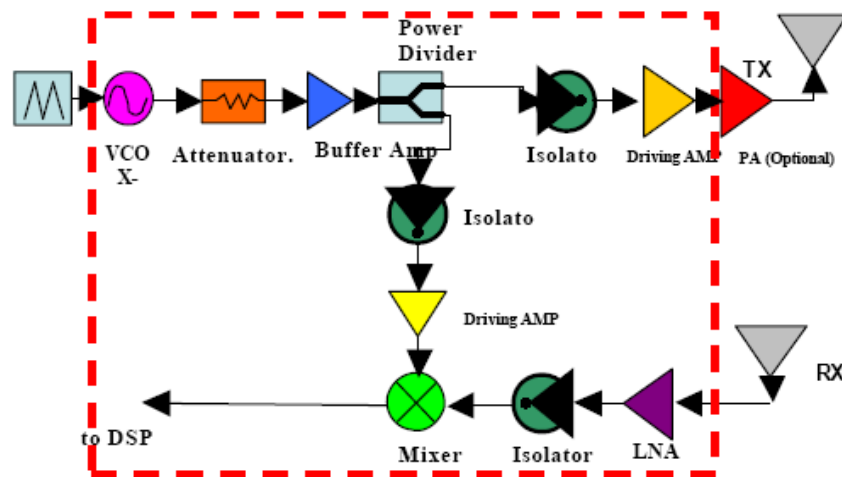 Power
Divider
TX
VCO
X-
Attenuator.
Buffer Amp
Isolato
Driving AMP
PA (Optional)
Isolato
Driving AMP
RX
to DSP
Mixer
Isolator
LNA